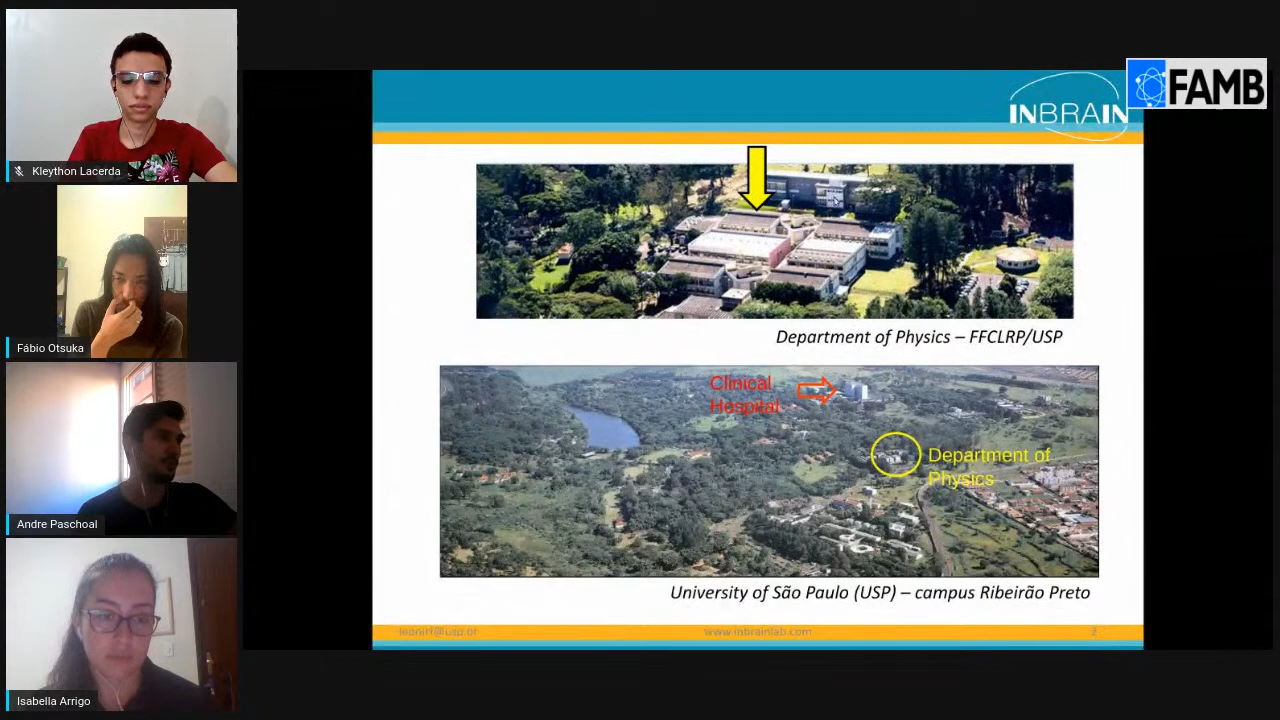 Kleython Lacerda
Fábio Otsuka
Andre Paschoal
Isabella Arrigo
INBRAIN
FAMB
Department of Physics – FFCLRP/USP
Clinical
Hospital
Department of
Physics
University of São Paulo (USP) – campus Ribeirão Preto
www.inbrainlab.com
2